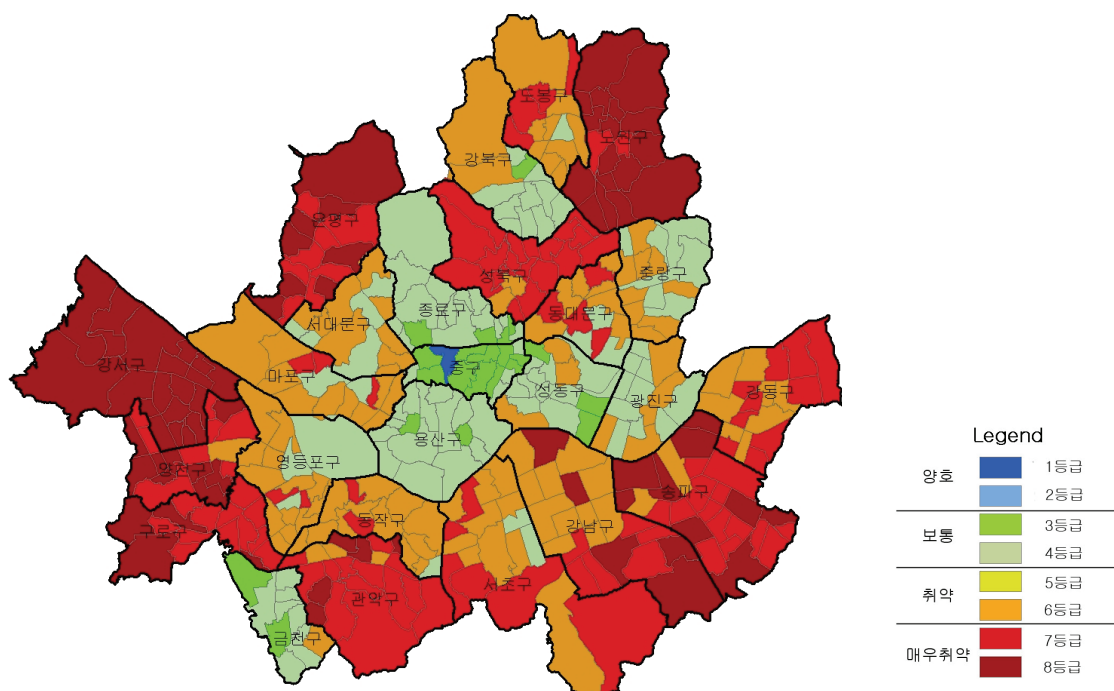 도봉구
노원구
강북구
은평구
성북구
중랑구
종로구
동대문구
서대문구
강서구
중구
마포구
성동구
강동구
광진구
용산구
영등포구
양천구
송파구
동작구
강남구
구로구
서초구
관악구
금천구
Legend
양호
1등급
2등급
보통
3등급
4등급
취약
5등급
6등급
매우취약
7등급
8등급